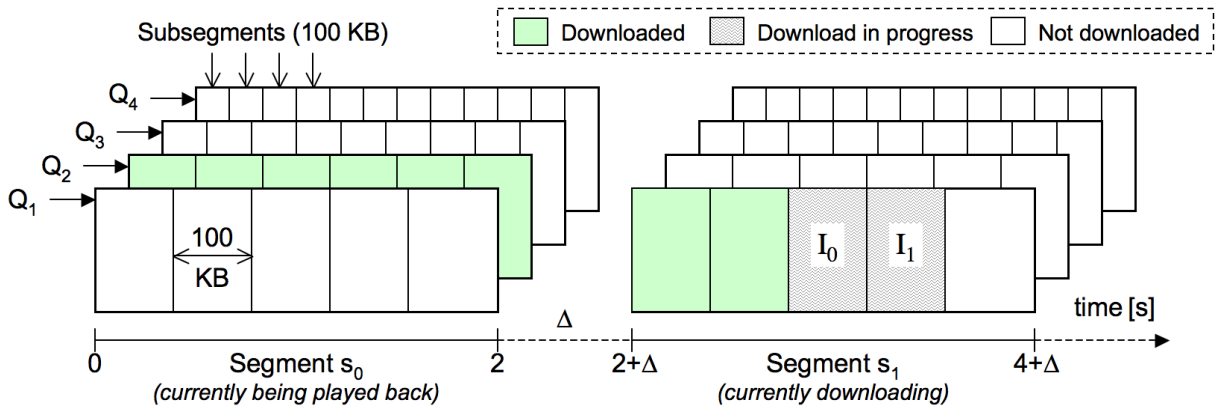 Downloaded Download in progress Not downloaded
Subsegments (100 KB)
Q4
Q3
Q2
Q1
100
KB
I0 I1
Δ
time [s]
0 2 2+Δ 4+Δ
Segment s0
(currently being played back)
Segment s1
(currently downloading)